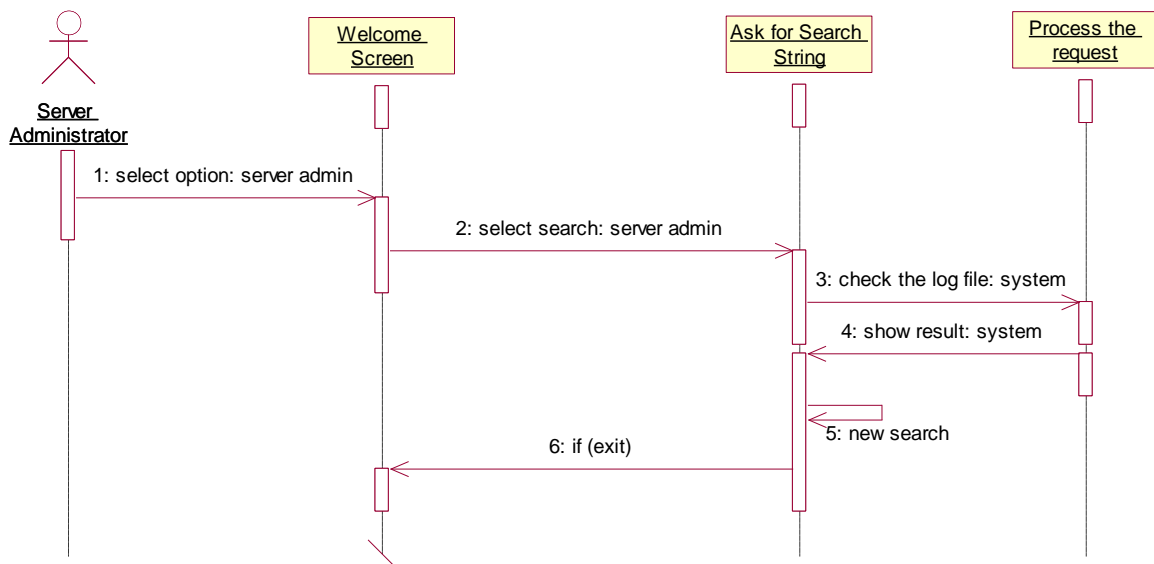 Welcome
Screen
Ask for Search
String
Process the
request
Server
Administrator
1: select option: server admin
2: select search: server admin
3: check the log file: system
4: show result: system
5: new search
6: if (exit)